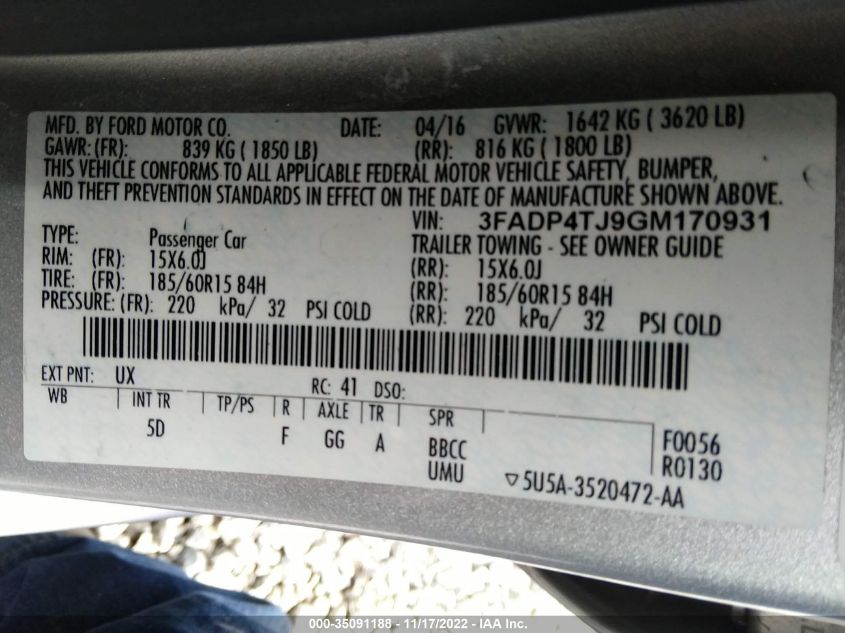 MFD. BY FORD MOTOR CO. DATE: 04/16 GVWR: 1642 KG ( 3620 LB)
GAWR: (FR): 839 KG ( 1850 LB) (RR): 816 KG ( 1800 LB)
THIS VEHICLE CONFORMS TO ALL APPLICABLE FEDERAL MOTOR VEHICLE SAFETY, BUMPER,
AND THEFT PREVENTION STANDARDS IN EFFECT ON THE DATE OF MANUFACTURE SHOWN ABOVE.
VIN: 3FADP4TJ9GM170931
TYPE: Passenger Car TRAILER TOWING - SEE OWNER GUIDE
RIM: (FR): 15X6.0J (RR): 15X6.0J
TIRE: (FR): 185/60R15 84H (RR): 185/60R15 84H
PRESSURE: (FR): 220 kPa/ 32 PSI COLD (RR): 220 kPa/ 32 PSI COLD
EXT PNT: UX RC: 41 DSO:
WB INT TR TP/PS R AXLE TR SPR
5D F GG A BBCC F0056
UMU R0130
▽5U5A-3520472-AA
000-35091188 - 11/17/2022 - IAA Inc.